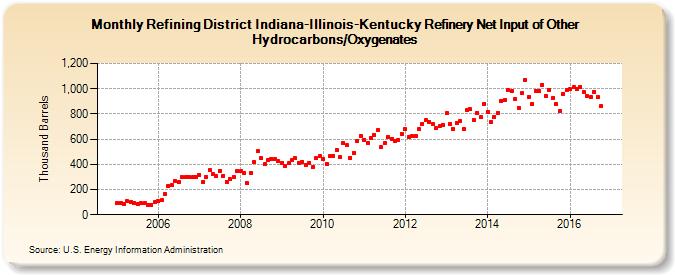 Monthly Refining District Indiana-Illinois-Kentucky Refinery Net Input of Other
Hydrocarbons/Oxygenates
Thousand Barrels
1,200
1,000
800
600
400
200
0
2006 2008 2010 2012 2014 2016
Source: U.S. Energy Information Administration